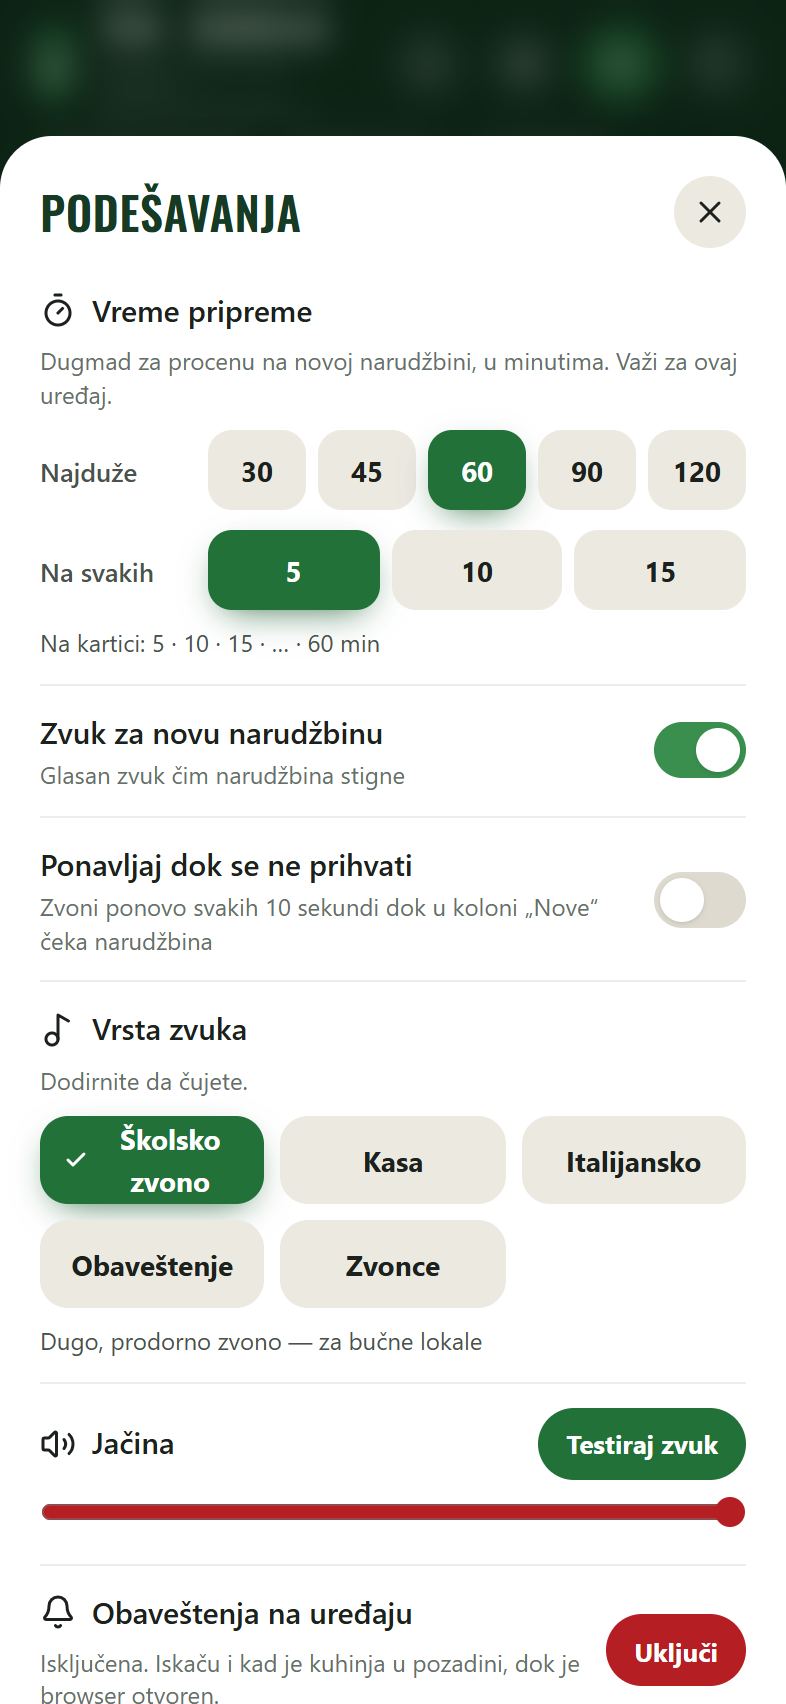 PODEŠAVANJA
Vreme pripreme
Dugmad za procenu na novoj narudžbini, u minutima. Važi za ovaj
uređaj.
Najduže 30 45 60 90 120
Na svakih 5 10 15
Na kartici: 5 · 10 · 15 · … · 60 min
Zvuk za novu narudžbinu
Glasan zvuk čim narudžbina stigne
Ponavljaj dok se ne prihvati
Zvoni ponovo svakih 10 sekundi dok u koloni „Nove“
čeka narudžbina
Vrsta zvuka
Dodirnite da čujete.
Školsko
zvono
Kasa
Italijansko
Obaveštenje
Zvonce
Dugo, prodorno zvono — za bučne lokale
Jačina
Testiraj zvuk
Obaveštenja na uređaju
Uključi
Isključena. Iskaču i kad je kuhinja u pozadini, dok je
browser otvoren.